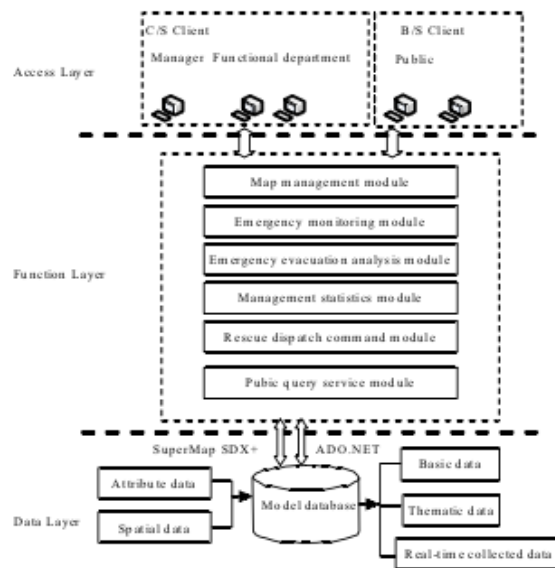 C/S Client
B/S Client
Manager Functional department
Public
Access Layer
Map management module
Emergency monitoring module
Emergency evacuation analysis module
Function Layer
Management statistics module
Rescue dispatch command module
Pubic query service module
SuperMap SDX+
ADO.NET
Attribute data
Basic data
Model database
Thematic data
Data Layer
Spatial data
Real-time collected data